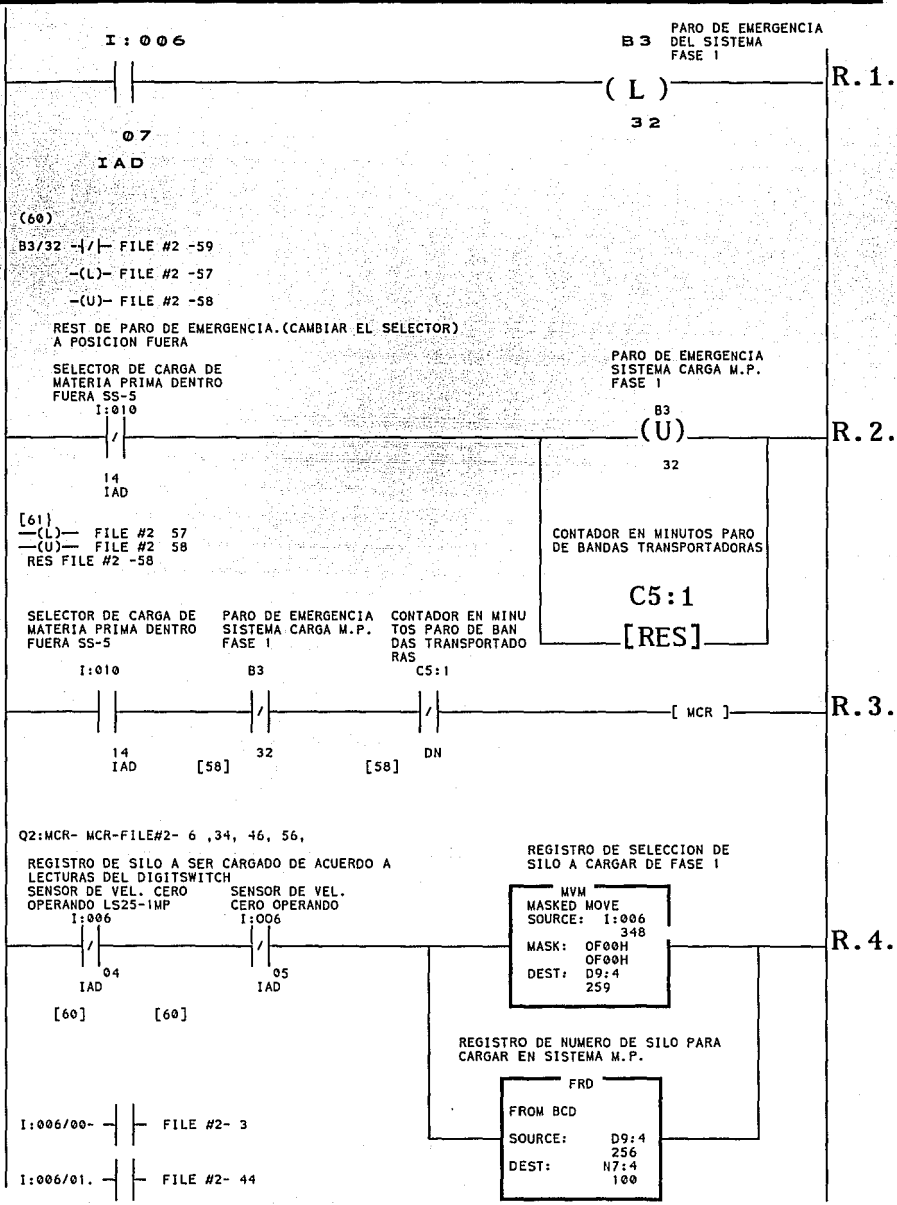 PARO DE EMERGENCIA
I:006 B3 DEL SISTEMA
FASE 1
( L ) R.1.
32
07
IAD
(60)
B3/32 -|/|- FILE #2 -59
-(L)- FILE #2 -57
-(U)- FILE #2 -58
REST DE PARO DE EMERGENCIA.(CAMBIAR EL SELECTOR)
A POSICION FUERA
PARO DE EMERGENCIA
SISTEMA CARGA M.P.
FASE 1
SELECTOR DE CARGA DE
MATERIA PRIMA DENTRO
FUERA SS-5
I:010 B3
/ (U) R.2.
32
14
IAD
[61}
—(L)— FILE #2 57
—(U)— FILE #2 58
RES FILE #2 -58
CONTADOR EN MINUTOS PARO
DE BANDAS TRANSPORTADORAS
C5:1
[RES]
SELECTOR DE CARGA DE PARO DE EMERGENCIA CONTADOR EN MINU
MATERIA PRIMA DENTRO SISTEMA CARGA M.P. TOS PARO DE BAN
FUERA SS-5 FASE 1 DAS TRANSPORTADO
RAS
I:010 B3 C5:1
/ / [ MCR ] R.3.
14 32 DN
IAD [58] [58]
Q2:MCR- MCR-FILE#2- 6 ,34, 46, 56,
REGISTRO DE SILO A SER CARGADO DE ACUERDO A
LECTURAS DEL DIGITSWITCH
SENSOR DE VEL. CERO SENSOR DE VEL.
OPERANDO LS25-1MP CERO OPERANDO
I:006 I:006
/ / R.4.
04 05
IAD IAD
[60] [60]
REGISTRO DE SELECCION DE
SILO A CARGAR DE FASE 1
MVM
MASKED MOVE
SOURCE: I:006
348
MASK: OF00H
OF00H
DEST: D9:4
259
REGISTRO DE NUMERO DE SILO PARA
CARGAR EN SISTEMA M.P.
FRD
FROM BCD
SOURCE: D9:4
256
DEST: N7:4
100
I:006/00- -| |- FILE #2- 3
I:006/01. -| |- FILE #2- 44